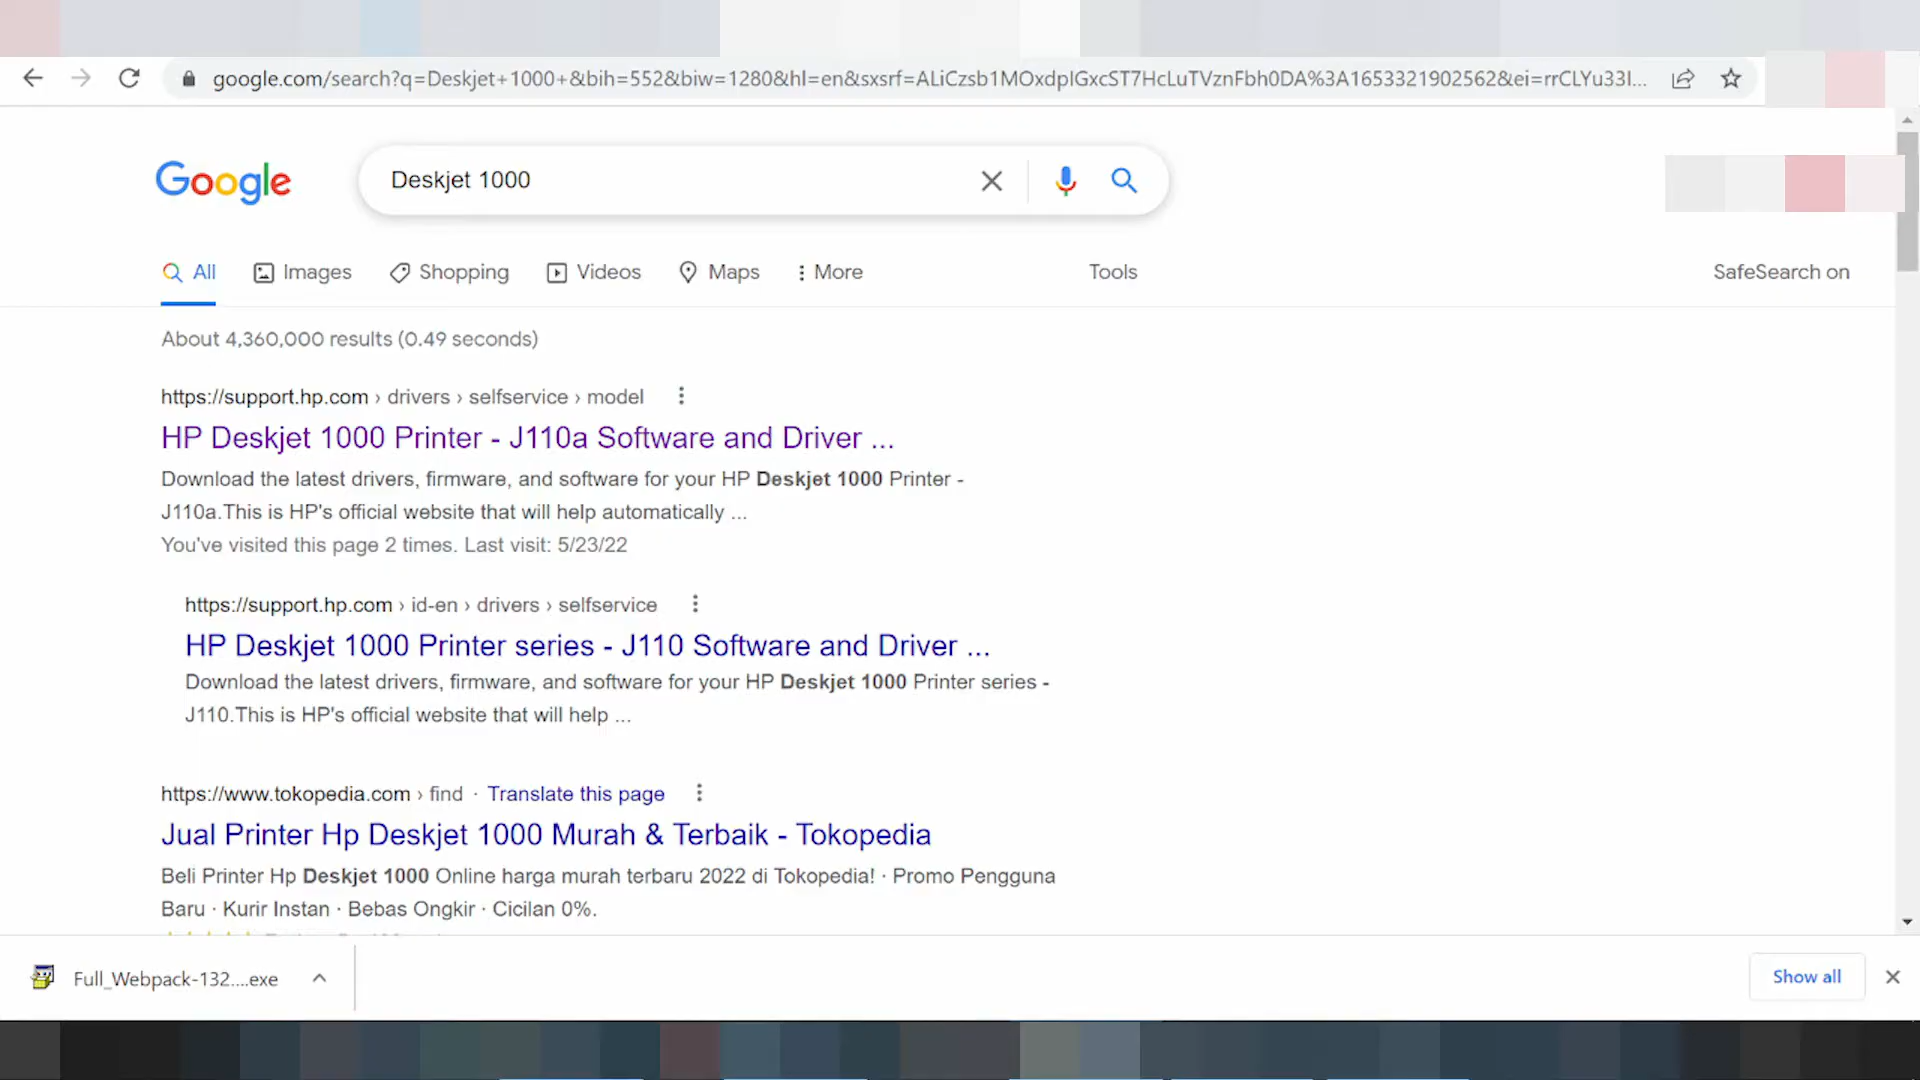 google.com/search?q=Deskjet+1000+&bih=552&biw=1280&hl=en&sxsrf=ALiCzsb1MOxdpIGxcST7HcLuTVznFbh0DA%3A1653321902562&ei=rrCLYu33I...
Google
Deskjet 1000
All Images Shopping Videos Maps More Tools SafeSearch on
About 4,360,000 results (0.49 seconds)
https://support.hp.com › drivers › selfservice › model
HP Deskjet 1000 Printer - J110a Software and Driver ...
Download the latest drivers, firmware, and software for your HP Deskjet 1000 Printer -
J110a.This is HP's official website that will help automatically ...
You've visited this page 2 times. Last visit: 5/23/22
https://support.hp.com › id-en › drivers › selfservice
HP Deskjet 1000 Printer series - J110 Software and Driver ...
Download the latest drivers, firmware, and software for your HP Deskjet 1000 Printer series -
J110.This is HP's official website that will help ...
https://www.tokopedia.com › find · Translate this page
Jual Printer Hp Deskjet 1000 Murah & Terbaik - Tokopedia
Beli Printer Hp Deskjet 1000 Online harga murah terbaru 2022 di Tokopedia! · Promo Pengguna
Baru · Kurir Instan · Bebas Ongkir · Cicilan 0%.
Full_Webpack-132....exe
Show all